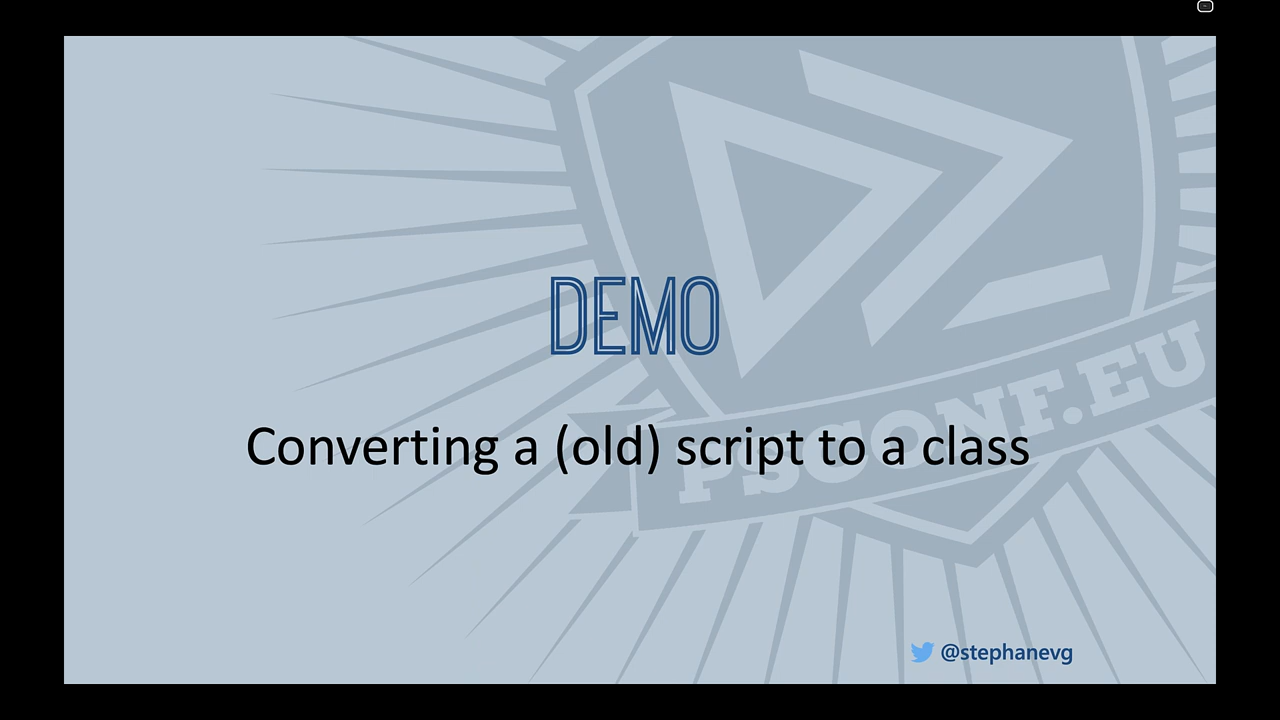 DEMO
Converting a (old) script to a class
PSCONF.EU
@stephanevg